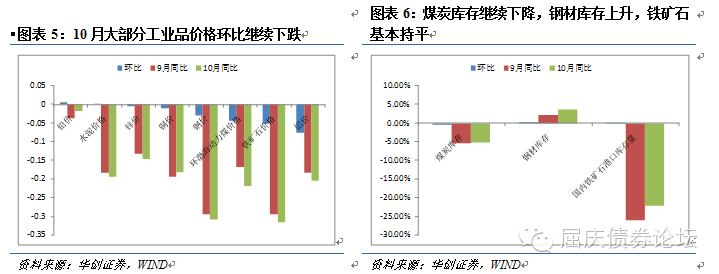 ▪图表 5：10 月大部分工业品价格环比继续下跌
环比 9月同比 10月同比
0.05
0
-0.05
-0.1
-0.15
-0.2
-0.25
-0.3
-0.35
铅价
水泥价格
锌价
铜价
钢价
环渤海动力煤价格
铁矿石价格
资料来源：华创证券，WIND
图表 6：煤炭库存继续下降，钢材库存上升，铁矿石
基本持平
环比 9月同比 10月同比
10.00%
5.00%
0.00%
-5.00%
-10.00%
-15.00%
-20.00%
-25.00%
-30.00%
煤炭库存
钢材库存
国内铁矿石港口库存量
资料来源：华创证券，WIND
屈庆债券论坛